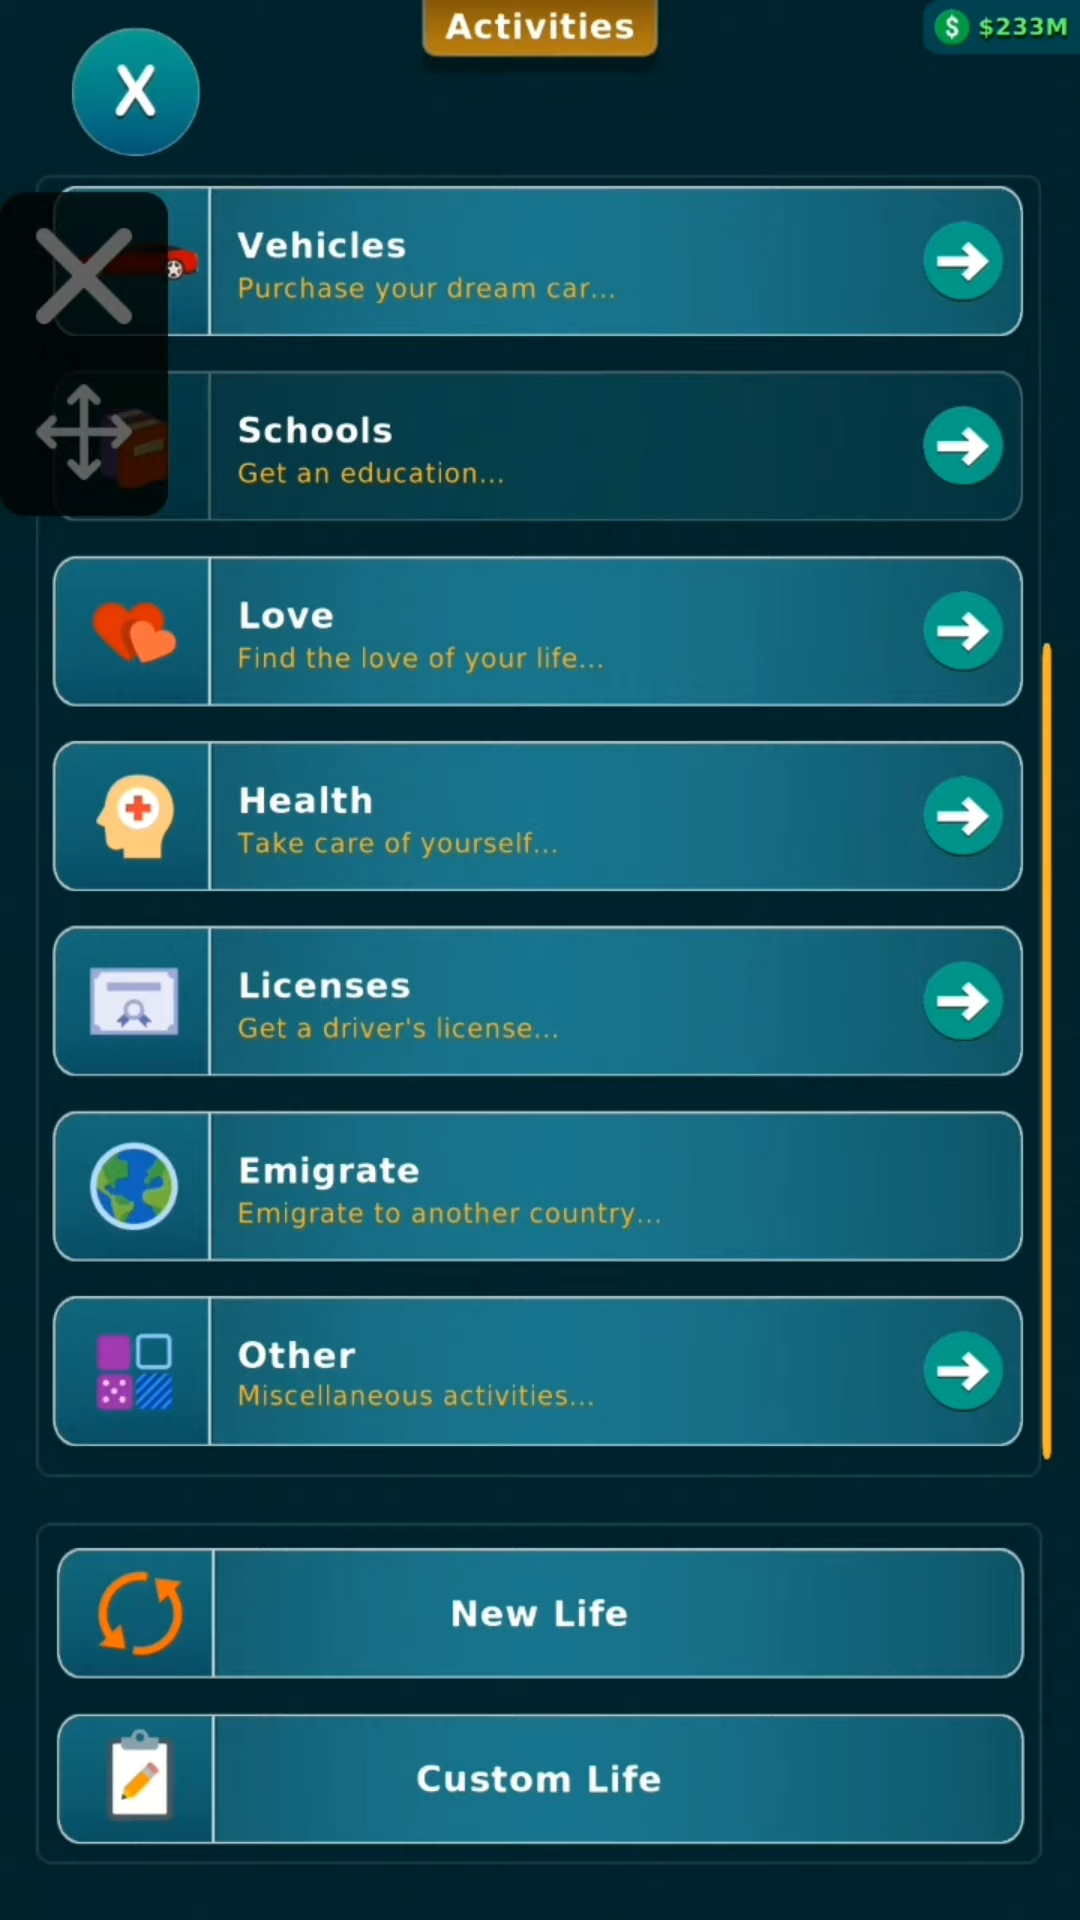 Activities
$233M
X
Vehicles
Purchase your dream car...
Schools
Get an education...
Love
Find the love of your life...
Health
Take care of yourself...
Licenses
Get a driver's license...
Emigrate
Emigrate to another country...
Other
Miscellaneous activities...
New Life
Custom Life